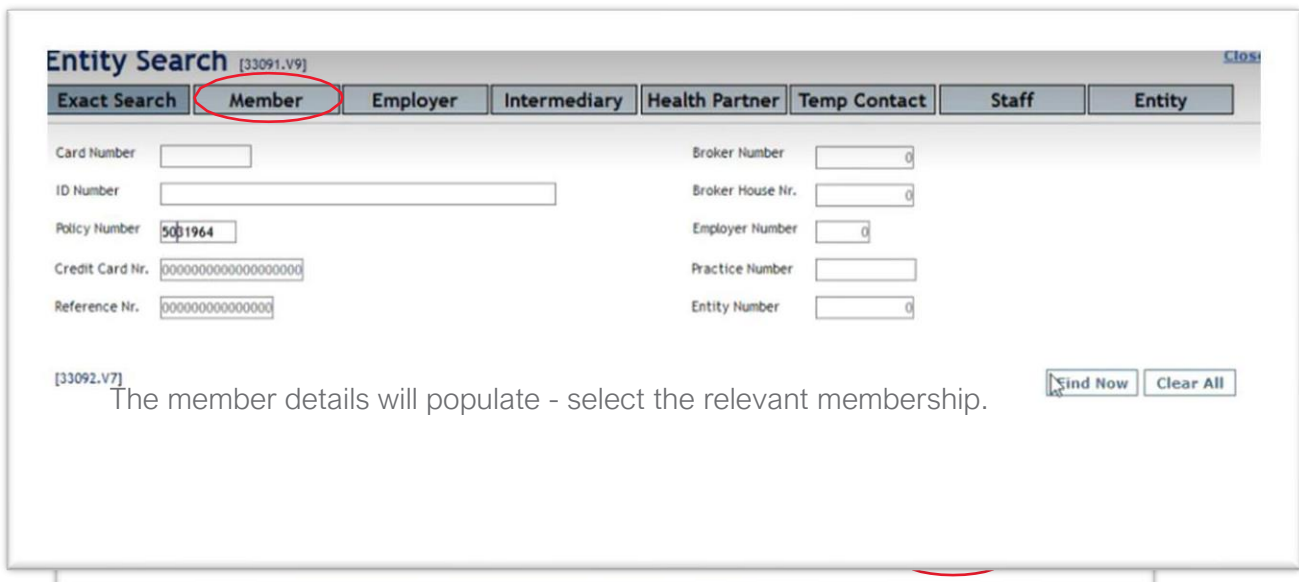 Entity Search [33091.V9]
Close
Exact Search Member Employer Intermediary Health Partner Temp Contact Staff Entity
Card Number
Broker Number 0
ID Number
Broker House Nr. 0
Policy Number 5031964
Employer Number 0
Credit Card Nr. 0000000000000000000
Practice Number
Reference Nr. 000000000000000
Entity Number 0
[33092.V7]
Find Now Clear All
The member details will populate - select the relevant membership.